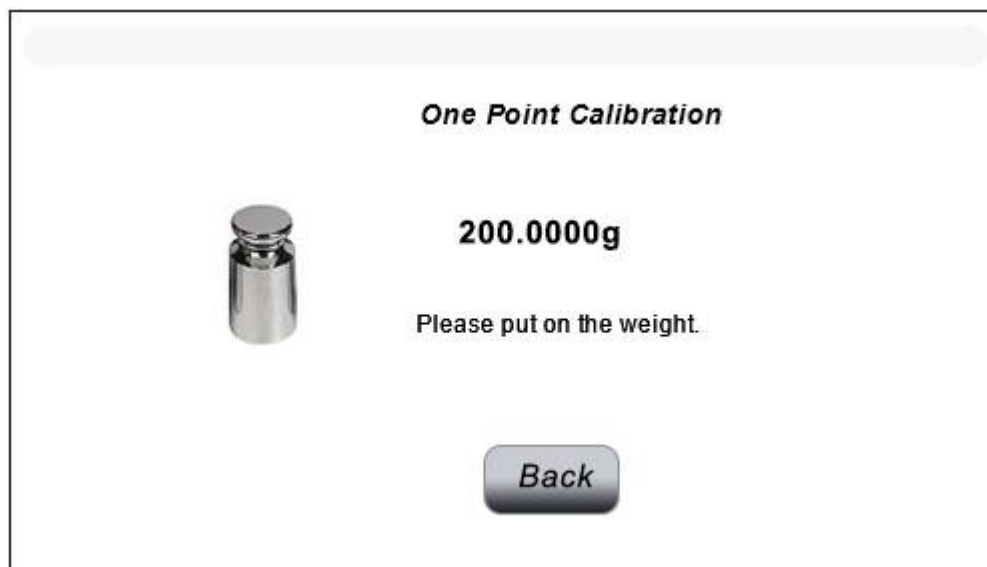 One Point Calibration
200.0000g
Please put on the weight.
Back